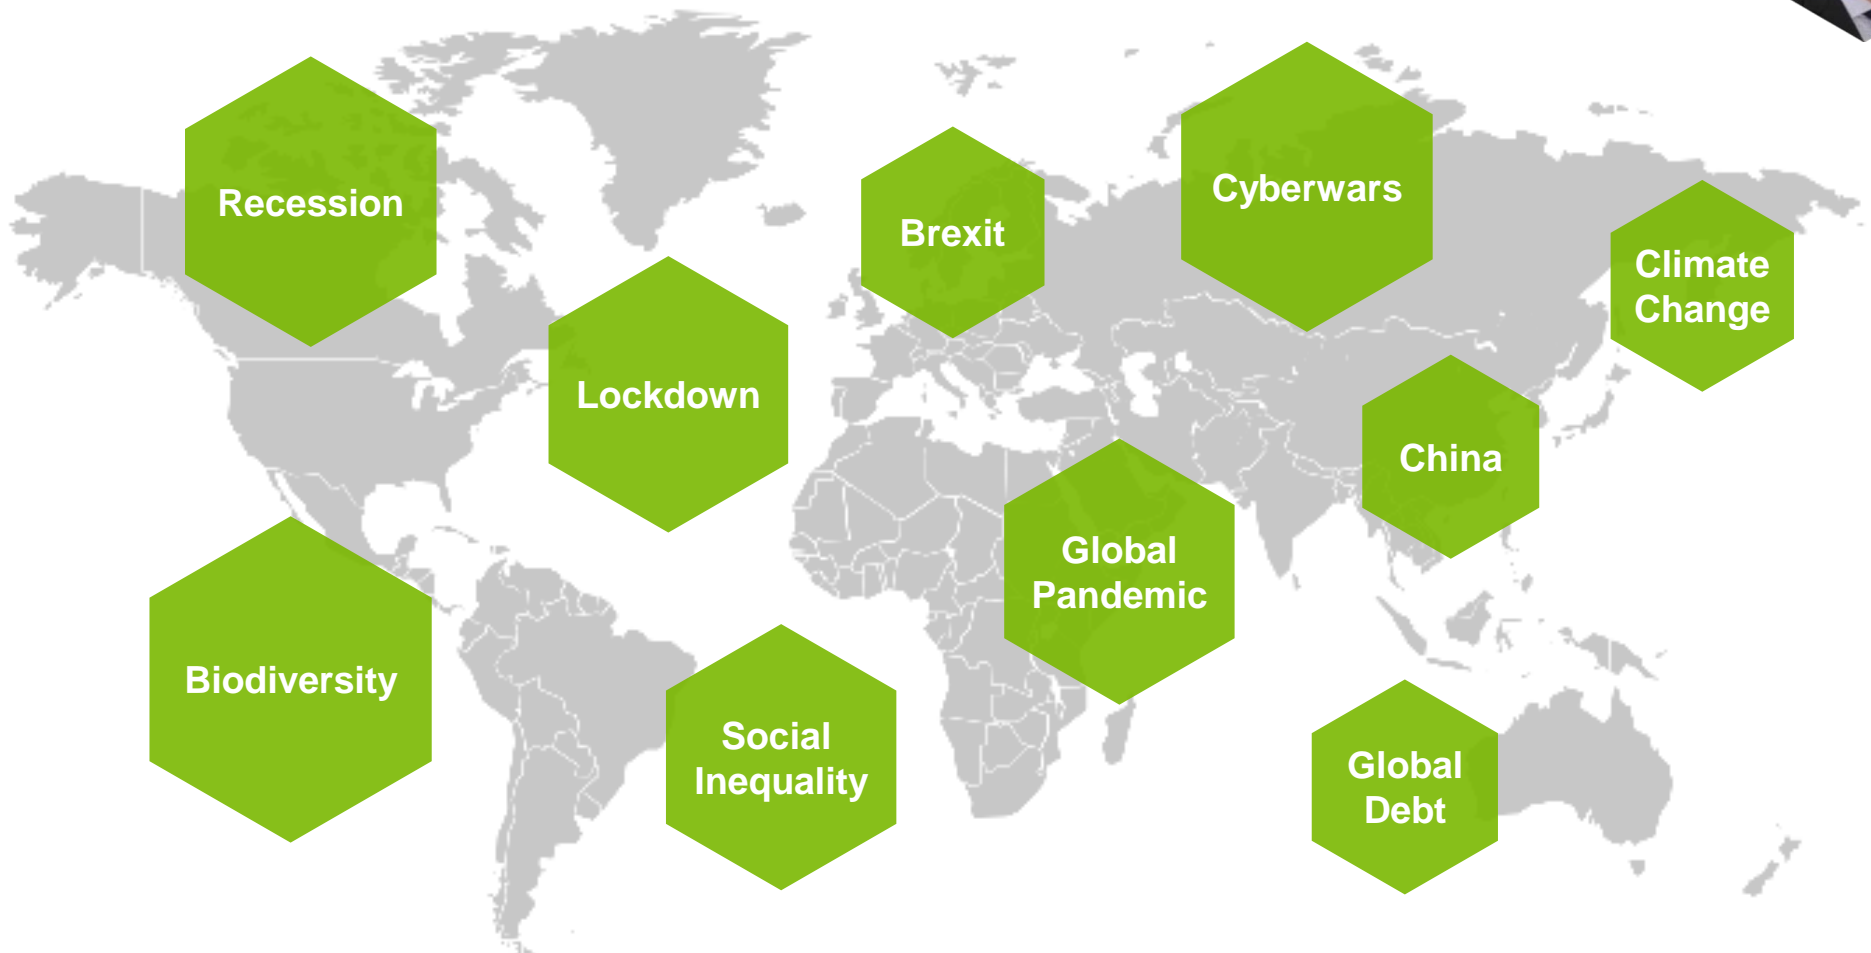 Recession
Cyberwars
Brexit
Climate
Change
Lockdown
China
Global
Pandemic
Biodiversity
Social
Inequality
Global
Debt